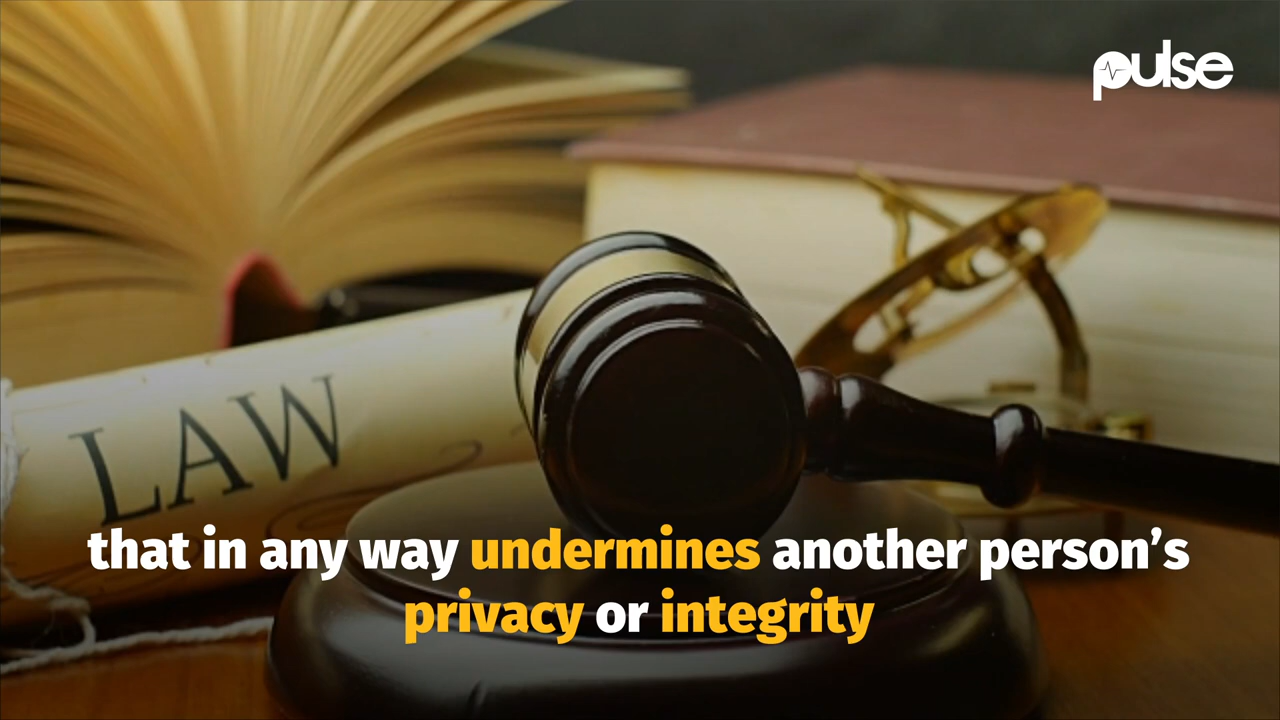 pulse
LAW
that in any way undermines another person’s
privacy or integrity